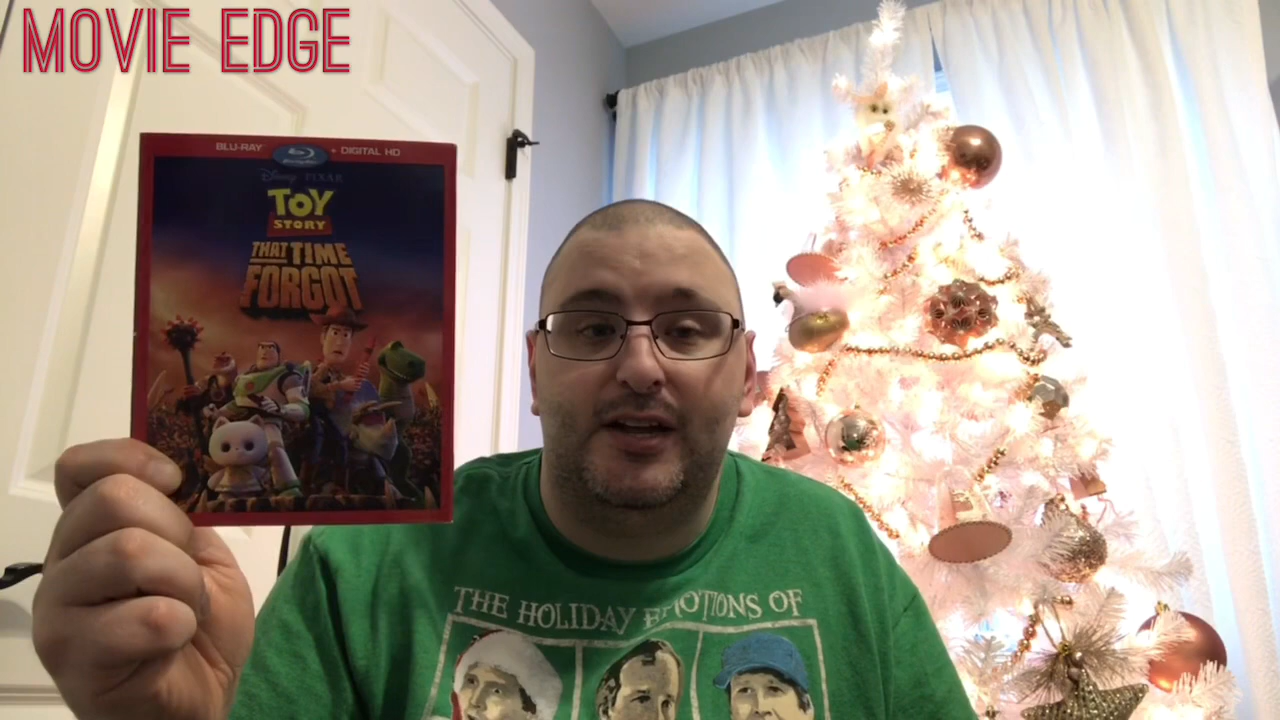 MOVIE EDGE
BLU-RAY + DIGITAL HD
Disney PIXAR
TOY
STORY
THAT TIME
FORGOT
THE HOLIDAY EMOTIONS OF